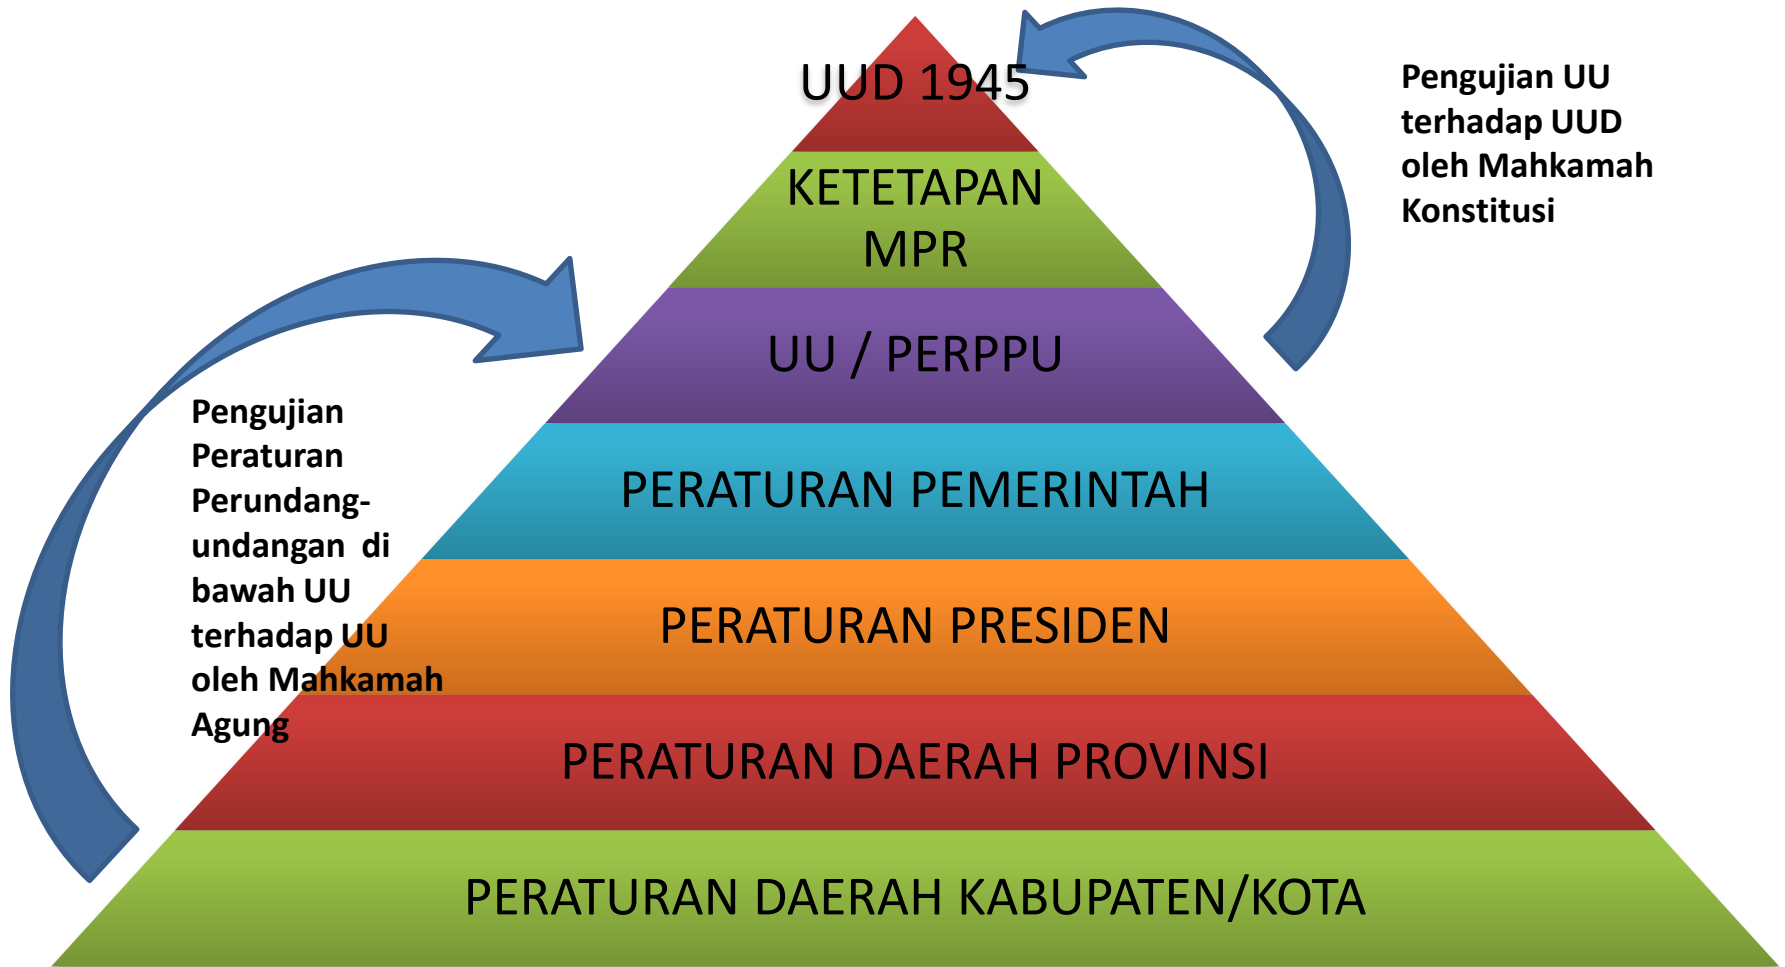 UUD 1945
KETETAPAN
MPR
UU / PERPPU
PERATURAN PEMERINTAH
PERATURAN PRESIDEN
PERATURAN DAERAH PROVINSI
PERATURAN DAERAH KABUPATEN/KOTA
Pengujian UU
terhadap UUD
oleh Mahkamah
Konstitusi
Pengujian
Peraturan
Perundang-
undangan di
bawah UU
terhadap UU
oleh Mahkamah
Agung